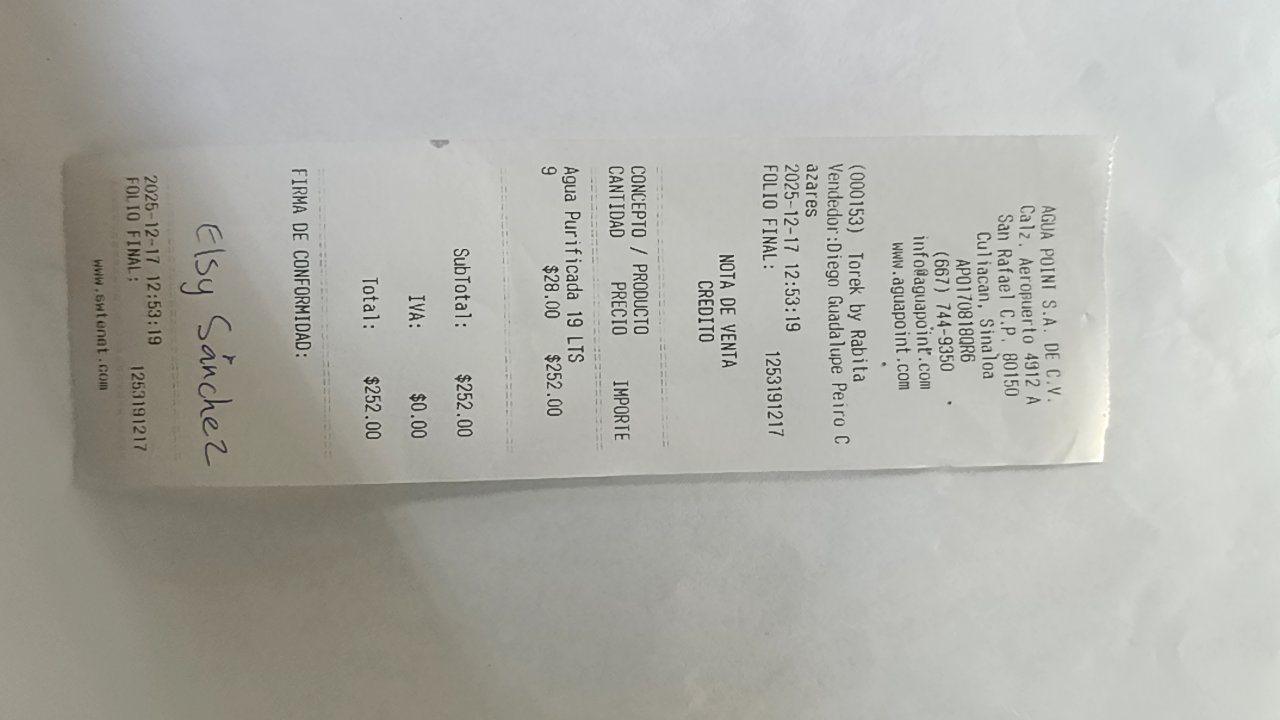 AGUA POINT S.A. DE C.V.
Calz. Aeropuerto 4912 A
San Rafael C.P. 80150
Culiacan, Sinaloa
APO170818QR6
(667) 744-9350
info@aguapoint.com
www.aguapoint.com
(000153) Torek by Rabita
Vendedor:Diego Guadalupe Peiro C
azares
2025-12-17 12:53:19
FOLIO FINAL: 1253191217
NOTA DE VENTA
CREDITO
CONCEPTO / PRODUCTO
CANTIDAD PRECIO IMPORTE
Agua Purificada 19 LTS
9 $28.00 $252.00
SubTotal: $252.00
IVA: $0.00
Total: $252.00
FIRMA DE CONFORMIDAD:
Elsy Sánchez
2025-12-17 12:53:19
FOLIO FINAL: 1253191217
www.swtenet.com